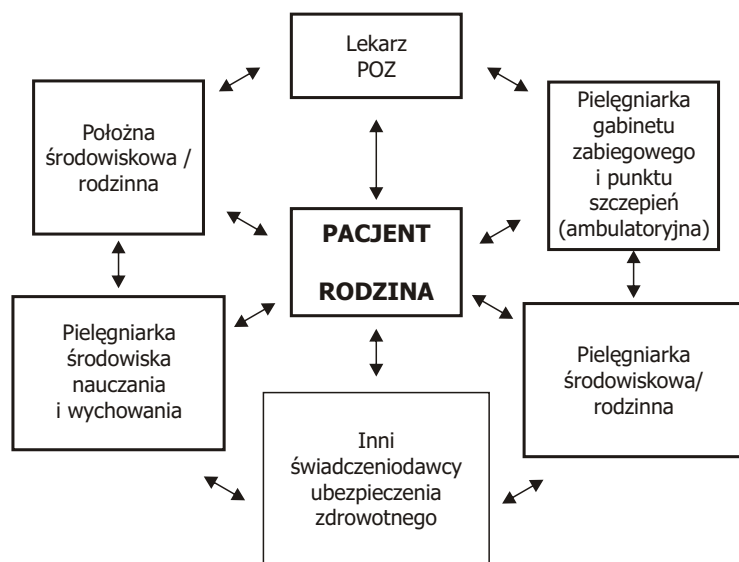 Lekarz
POZ
Położna
środowiskowa /
rodzinna
Pielęgniarka
gabinetu
zabiegowego
i punktu
szczepień
(ambulatoryjna)
PACJENT
RODZINA
Pielęgniarka
środowiska
nauczania
i wychowania
Pielęgniarka
środowiskowa/
rodzinna
Inni
świadczeniodawcy
ubezpieczenia
zdrowotnego